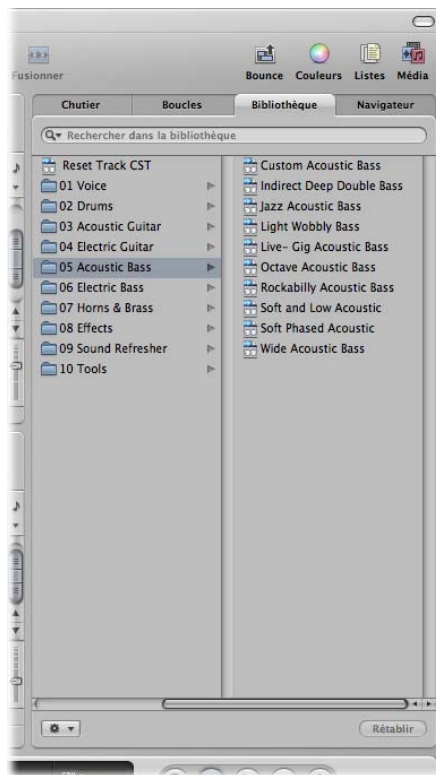 Fusionner
Bounce Couleurs Listes Média
Chutier Boucles Bibliothèque Navigateur
Rechercher dans la bibliothèque
Reset Track CST
01 Voice
02 Drums
03 Acoustic Guitar
04 Electric Guitar
05 Acoustic Bass
06 Electric Bass
07 Horns & Brass
08 Effects
09 Sound Refresher
10 Tools
Custom Acoustic Bass
Indirect Deep Double Bass
Jazz Acoustic Bass
Light Wobbly Bass
Live- Gig Acoustic Bass
Octave Acoustic Bass
Rockabilly Acoustic Bass
Soft and Low Acoustic
Soft Phased Acoustic
Wide Acoustic Bass
Rétablir